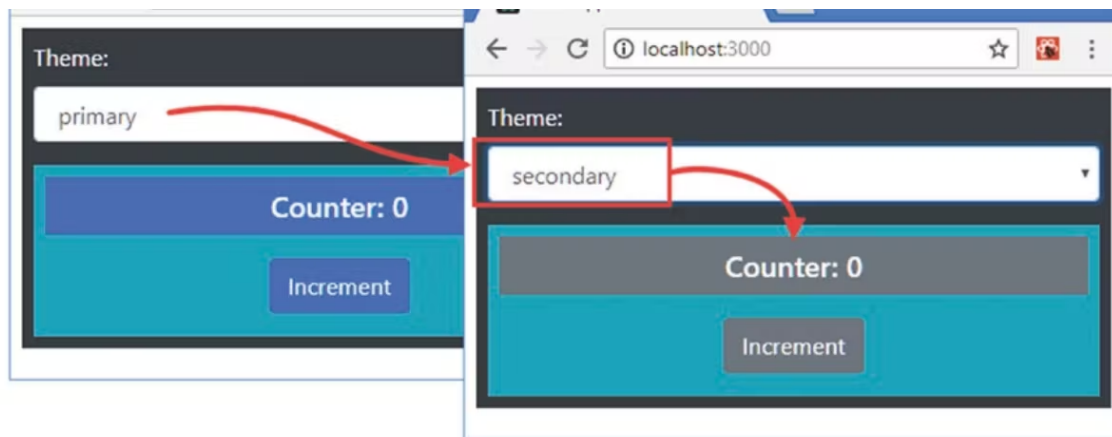 Theme:
primary
Counter: 0
Increment
localhost:3000
Theme:
secondary
Counter: 0
Increment